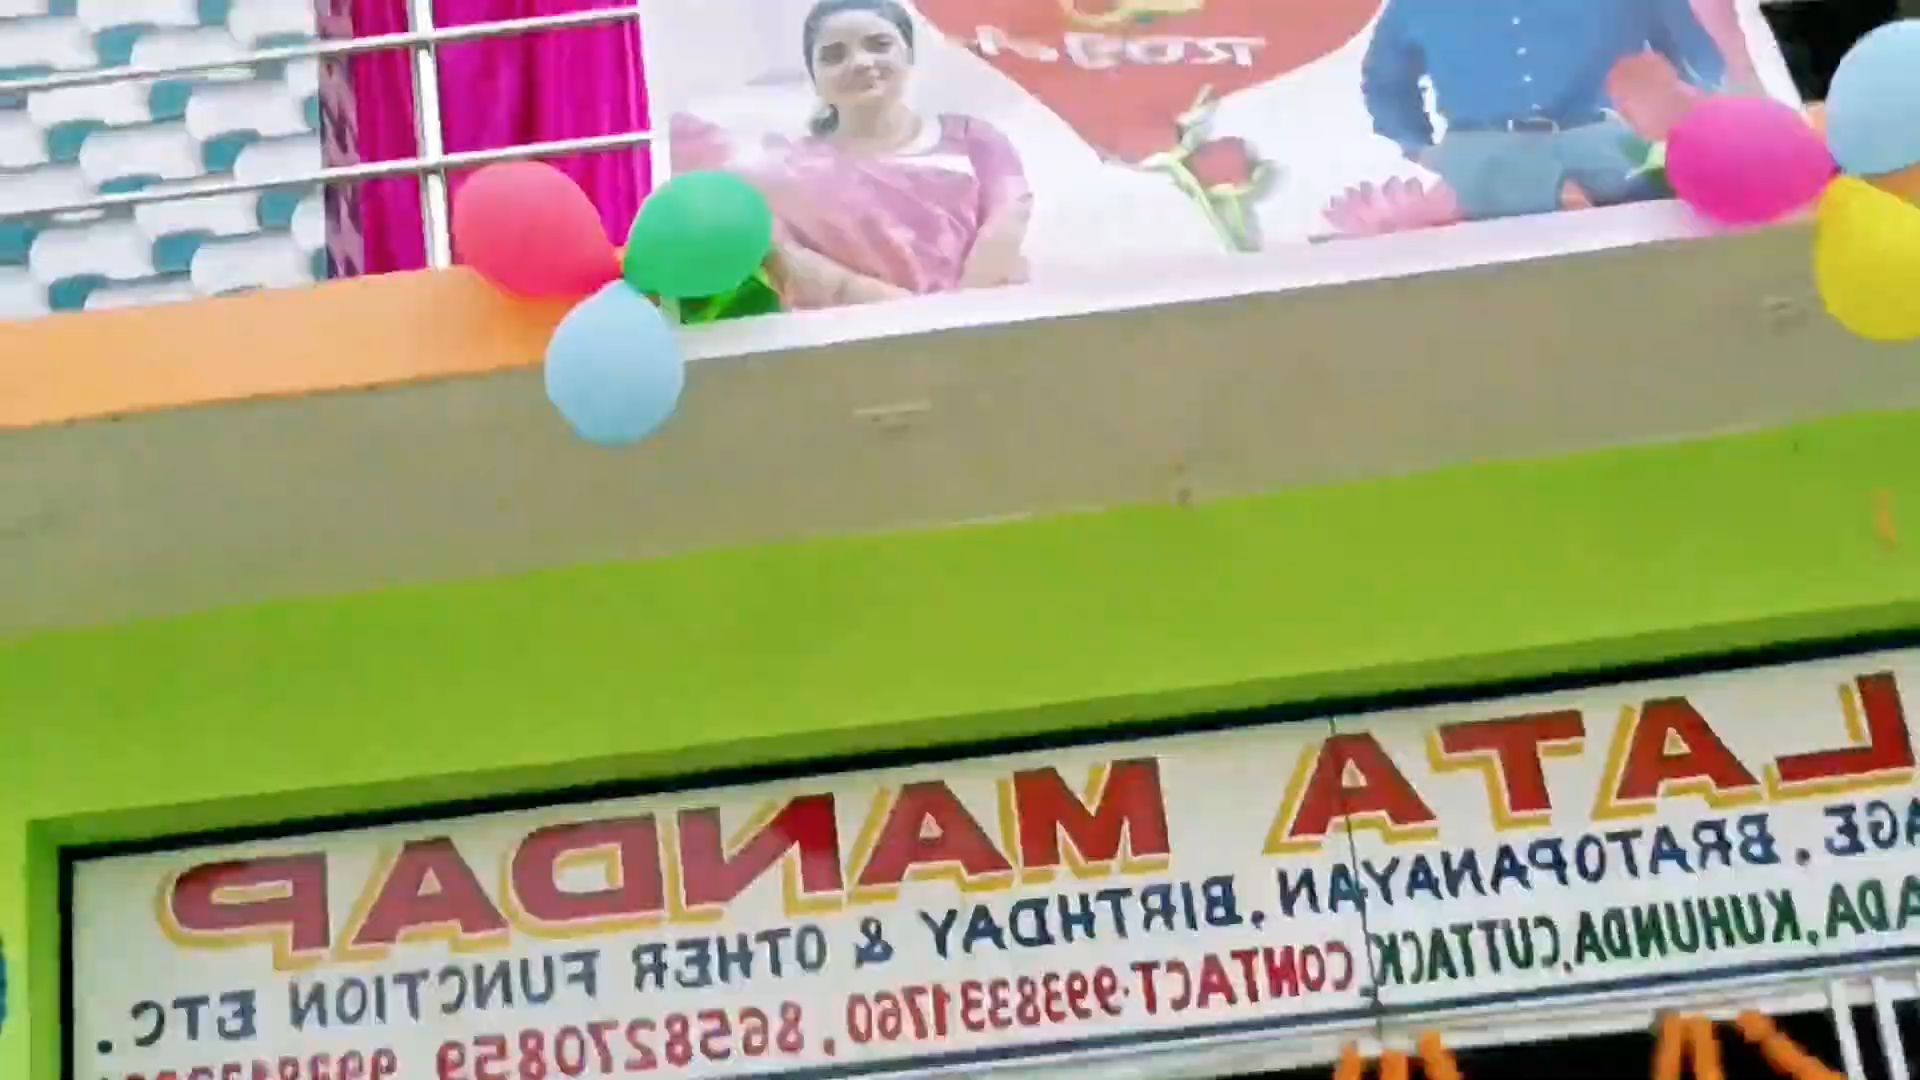 LATA MANDAP
AGE. BRATOPANAYAN. BIRTHDAY & OTHER FUNCTION ETC.
ADA, KUHUNDA, CUTTACK, CONTACT-9938331760, 8658270859